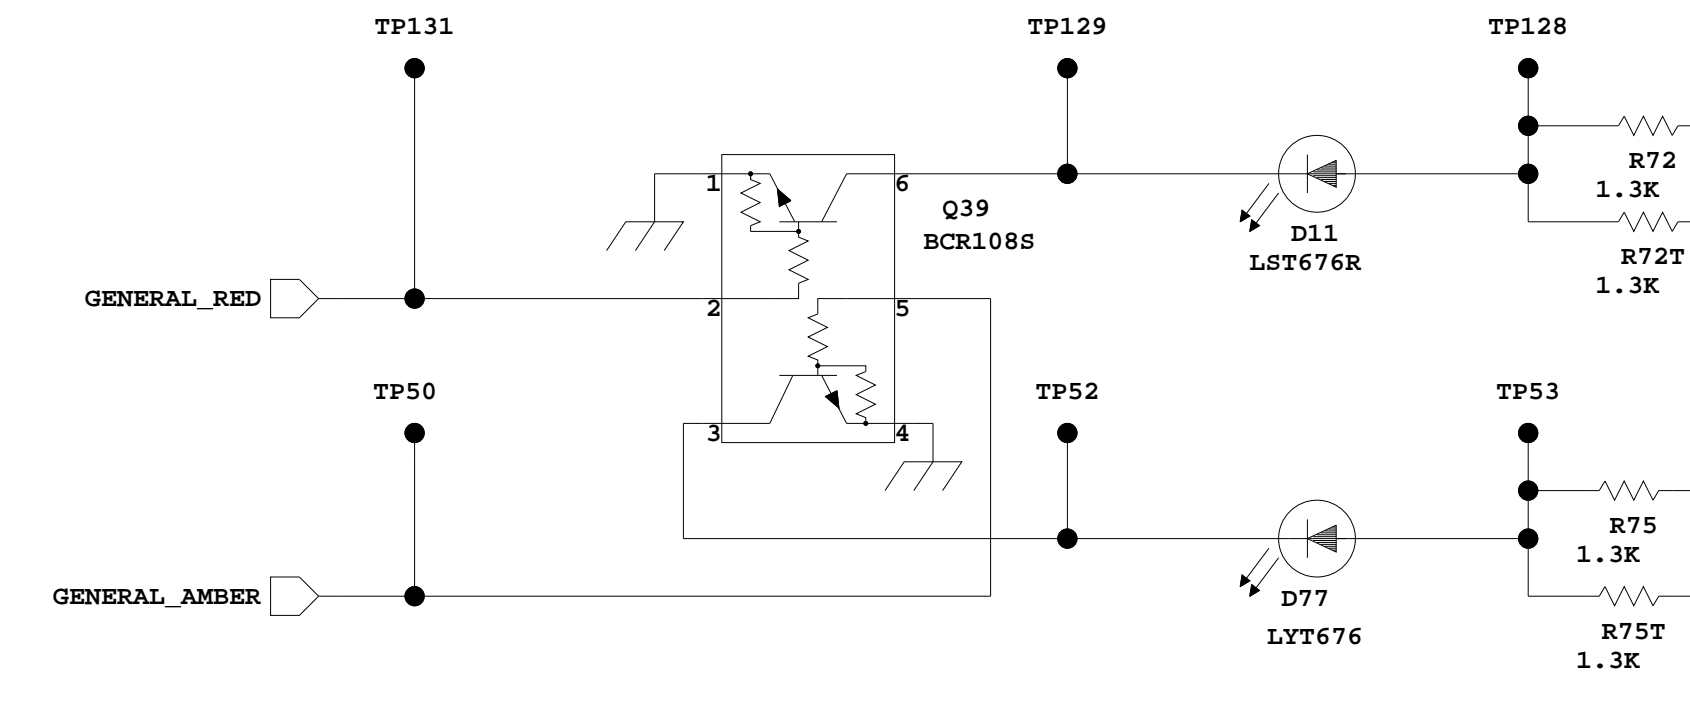 TP131
TP129
TP128
1
6
Q39
BCR108S
R72
1.3K
D11
LST676R
R72T
1.3K
GENERAL_RED
2
5
TP50
TP52
TP53
3
4
R75
1.3K
GENERAL_AMBER
D77
LYT676
R75T
1.3K